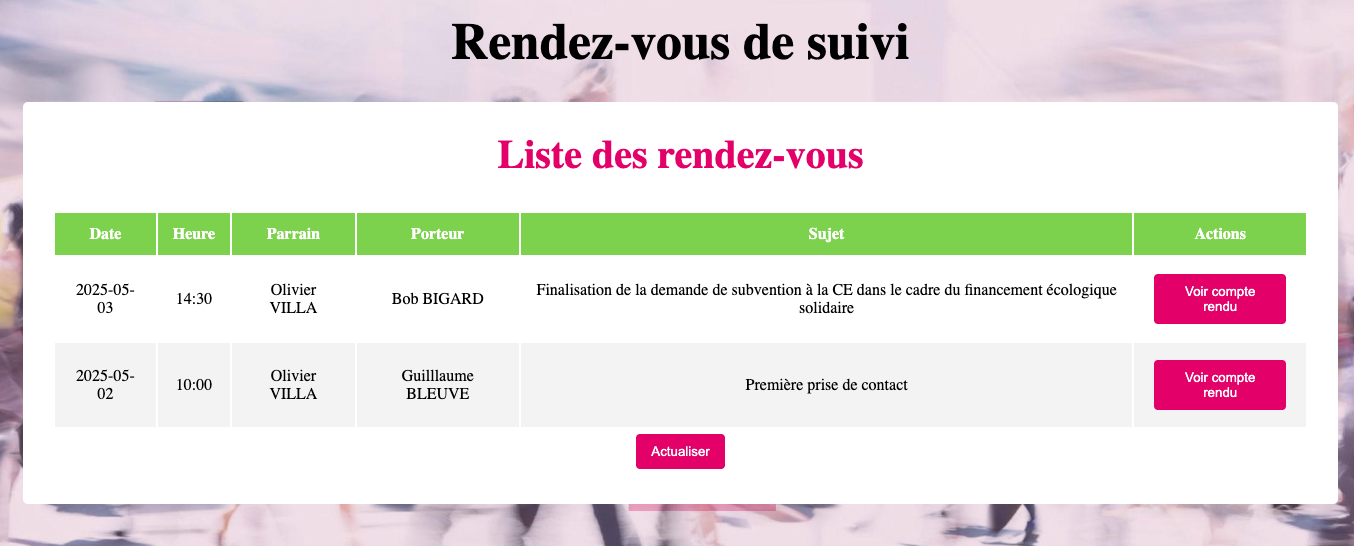 Rendez-vous de suivi
Liste des rendez-vous
Date Heure Parrain Porteur Sujet Actions
2025-05-
03
14:30
Olivier
VILLA
Bob BIGARD
Finalisation de la demande de subvention à la CE dans le cadre du financement écologique
solidaire
Voir compte
rendu
2025-05-
02
10:00
Olivier
VILLA
Guilllaume
BLEUVE
Première prise de contact
Voir compte
rendu
Actualiser